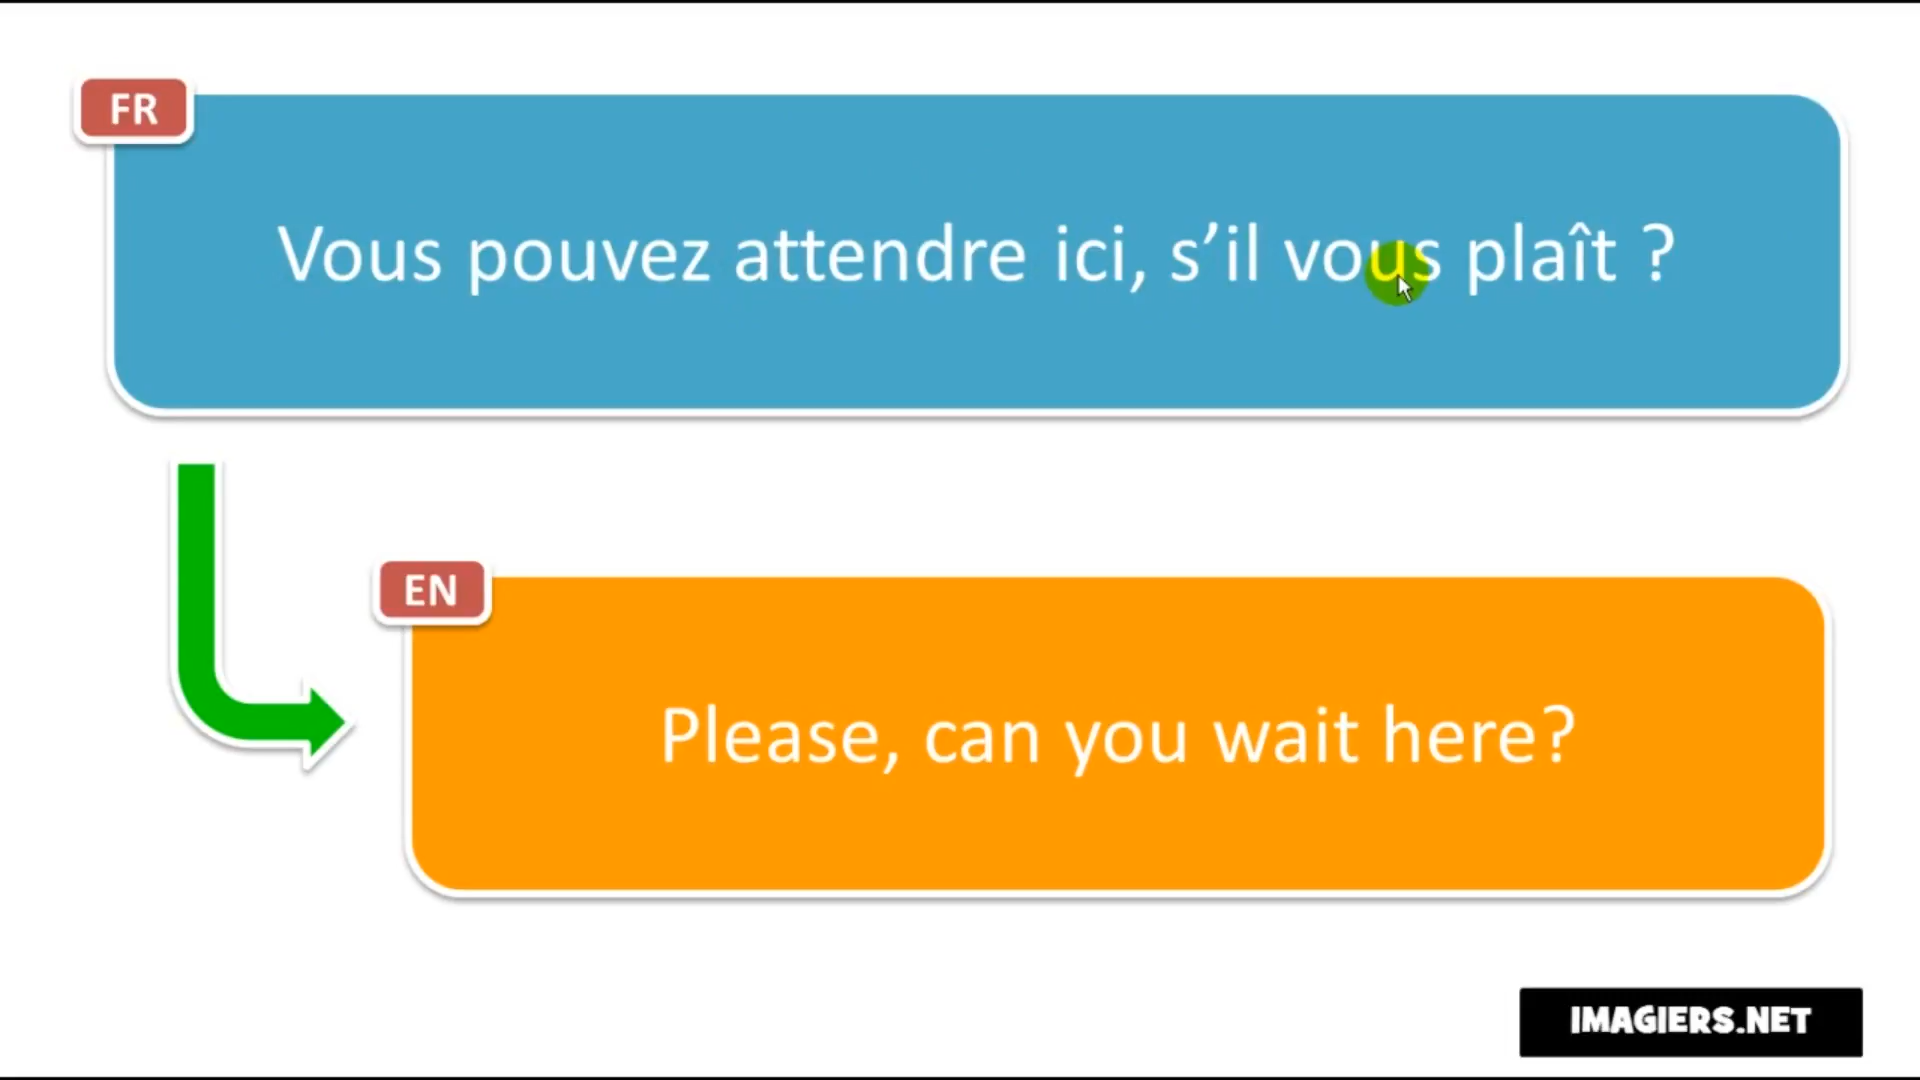 FR
Vous pouvez attendre ici, s’il vous plaît ?
EN
Please, can you wait here?
IMAGIERS.NET